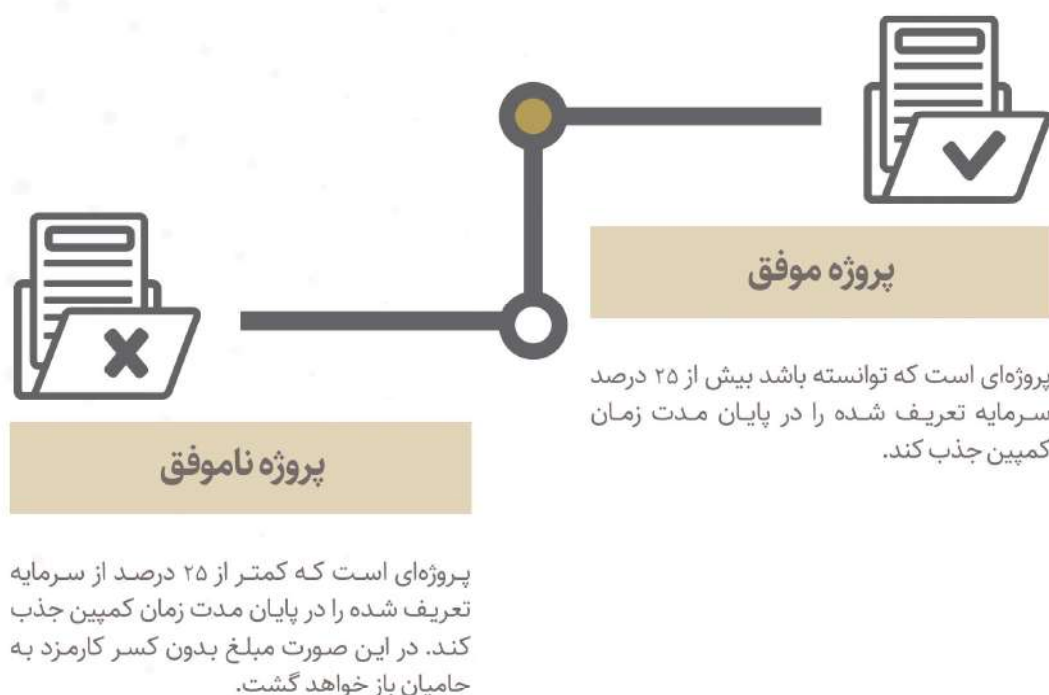 پروژه موفق
پروژه‌ای است که توانسته باشد بیش از ۲۵ درصد
سرمایه تعریف شده را در پایان مدت زمان
کمپین جذب کند.
پروژه ناموفق
پروژه‌ای است که کمتر از ۲۵ درصد از سرمایه
تعریف شده را در پایان مدت زمان کمپین جذب
کند. در این صورت مبلغ بدون کسر کارمزد به
حامیان باز خواهد گشت.